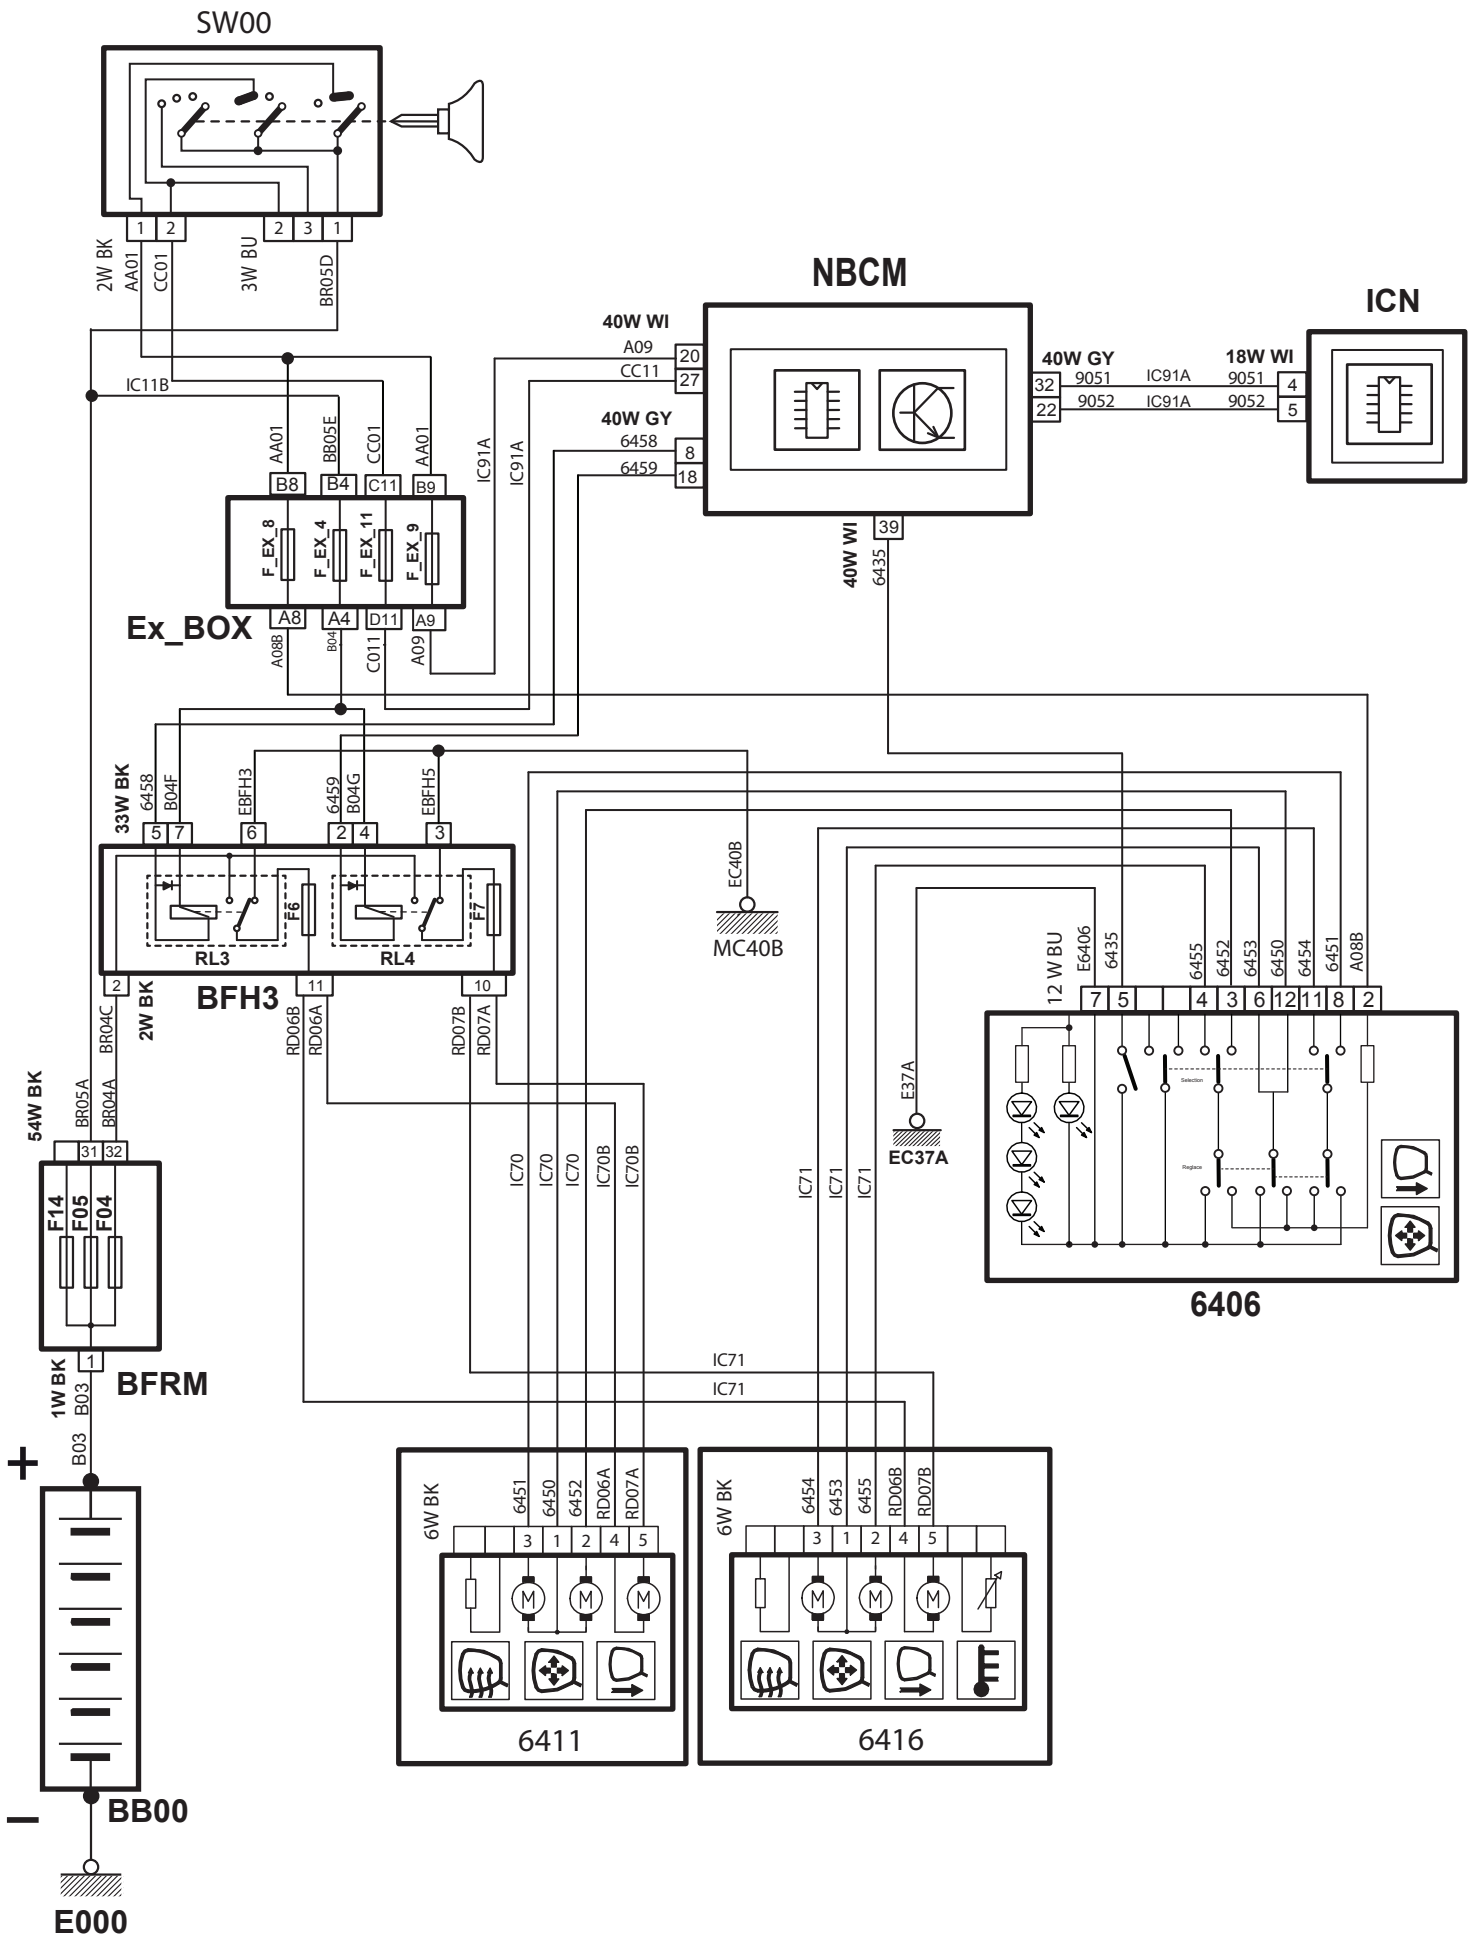 SW00
1 2 2 3 1
2W BK
AA01
CC01
3W BU
BR05D
NBCM
ICN
40W WI
A09
20
CC11
27
40W GY
6458
8
6459
18
40W GY
32
9051
IC91A
18W WI
9051
4
22
9052
IC91A
9052
5
39
40W WI
6435
IC11B
AA01
BB05E
CC01
AA01
IC91A
IC91A
B8 B4 C11 B9
F_EX_8
F_EX_4
F_EX_11
F_EX_9
Ex_BOX
A8 A4 D11 A9
A08B
B04
C011
A09
33W BK
6458
B04F
EBFH3
6459
B04G
EBFH5
5 7 6 2 4 3
F6
F7
RL3
RL4
BFH3
2
11
10
2W BK
BR04C
RD06B
RD06A
RD07B
RD07A
EC40B
MC40B
E37A
EC37A
12 W BU
E6406
6435
6455
6452
6453
6450
6454
6451
A08B
7 5 4 3 6 12 11 8 2
Selection
Reglace
6406
54W BK
BR05A
BR04A
31 32
F14
F05
F04
1
BFRM
1W BK
B03
B03
+
BB00
−
E000
IC70
IC70
IC70
IC70B
IC70B
IC71
IC71
IC71
IC71
IC71
6W BK
6451
6450
6452
RD06A
RD07A
3 1 2 4 5
M M M
6411
6W BK
6454
6453
6455
RD06B
RD07B
3 1 2 4 5
M M M
6416